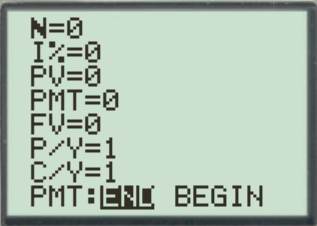 N=0
I%=0
PV=0
PMT=0
FV=0
P/Y=1
C/Y=1
PMT:END BEGIN